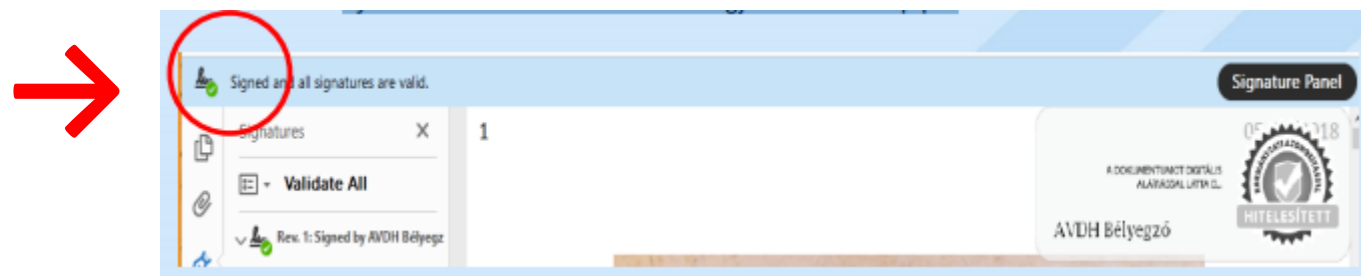 Signed and all signatures are valid.
Signature Panel
Signatures X
1
Validate All
Rev. 1: Signed by AVDH Bélyegz
A DOKUMENTUMOT DIGITÁLIS
ALÁÍRÁSSAL LÁTTA EL:
AVDH Bélyegző
HITELESÍTETT